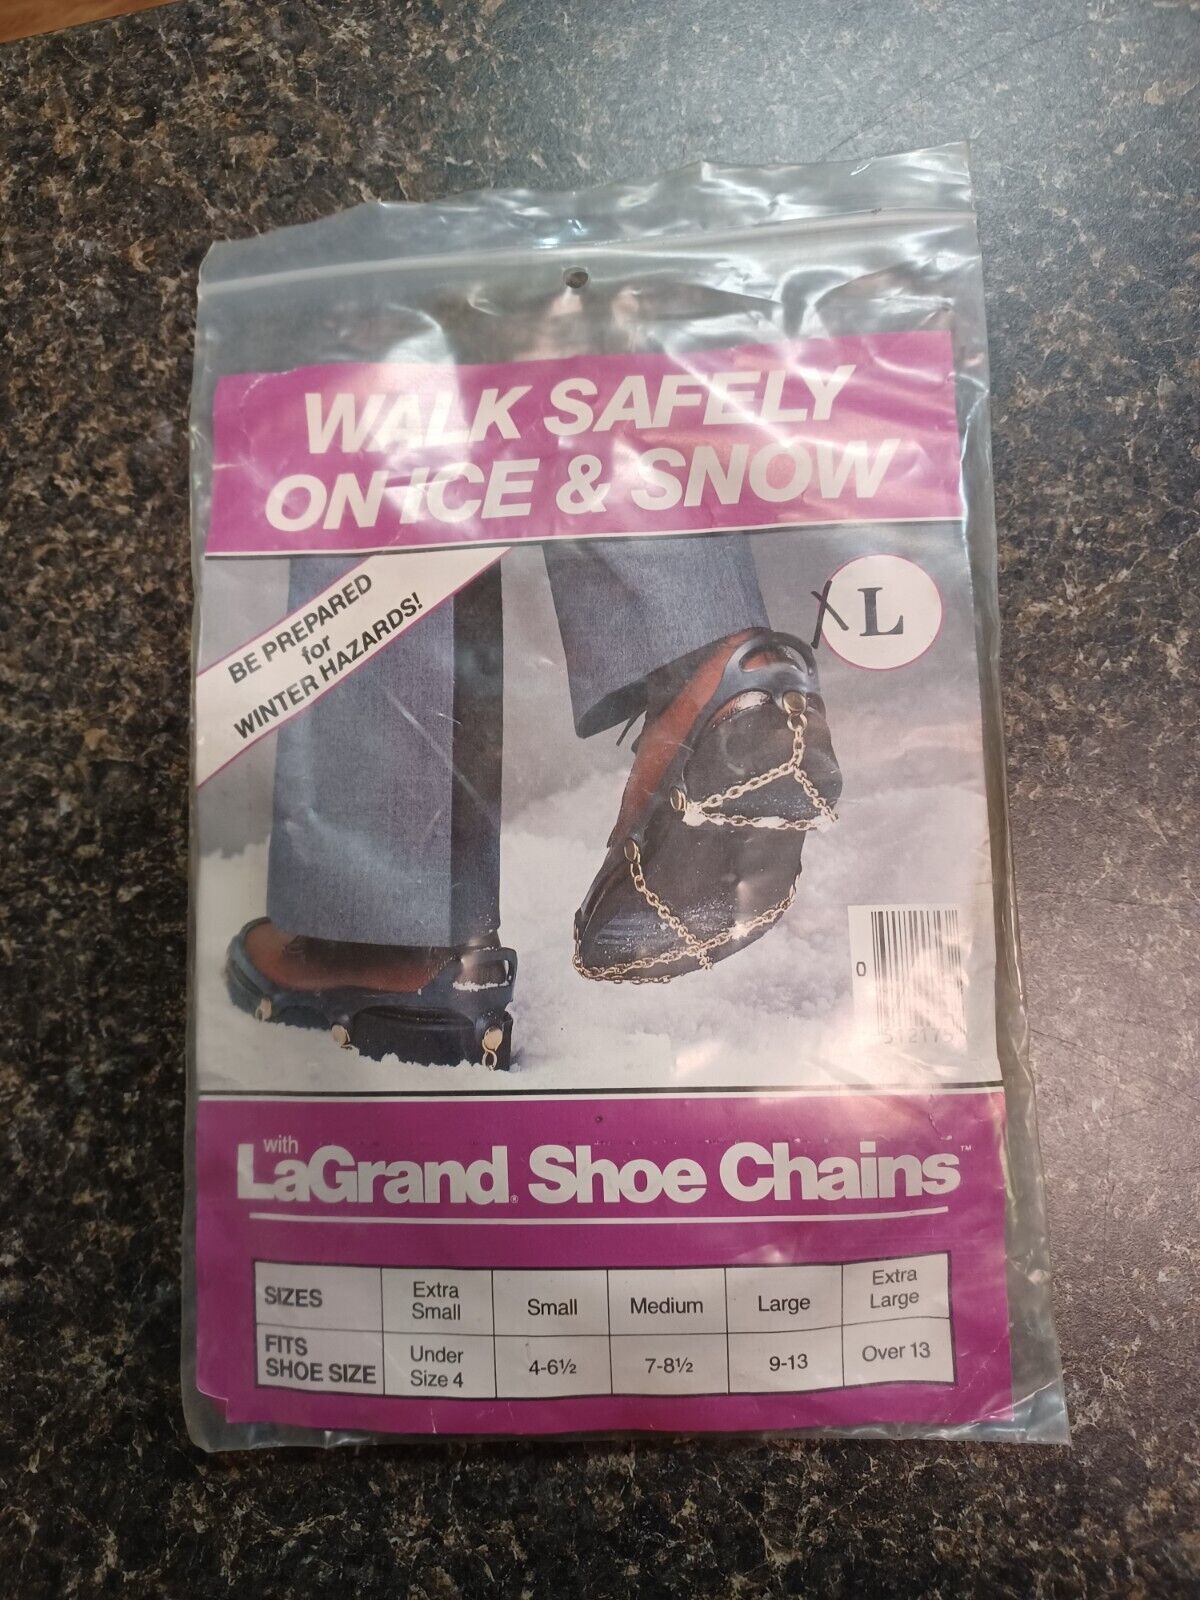 WALK SAFELY
ON ICE & SNOW
BE PREPARED
for
WINTER HAZARDS!
XL
0
with
LaGrand® Shoe Chains™
SIZES Extra Small Small Medium Large Extra Large
FITS SHOE SIZE Under Size 4 4-6½ 7-8½ 9-13 Over 13